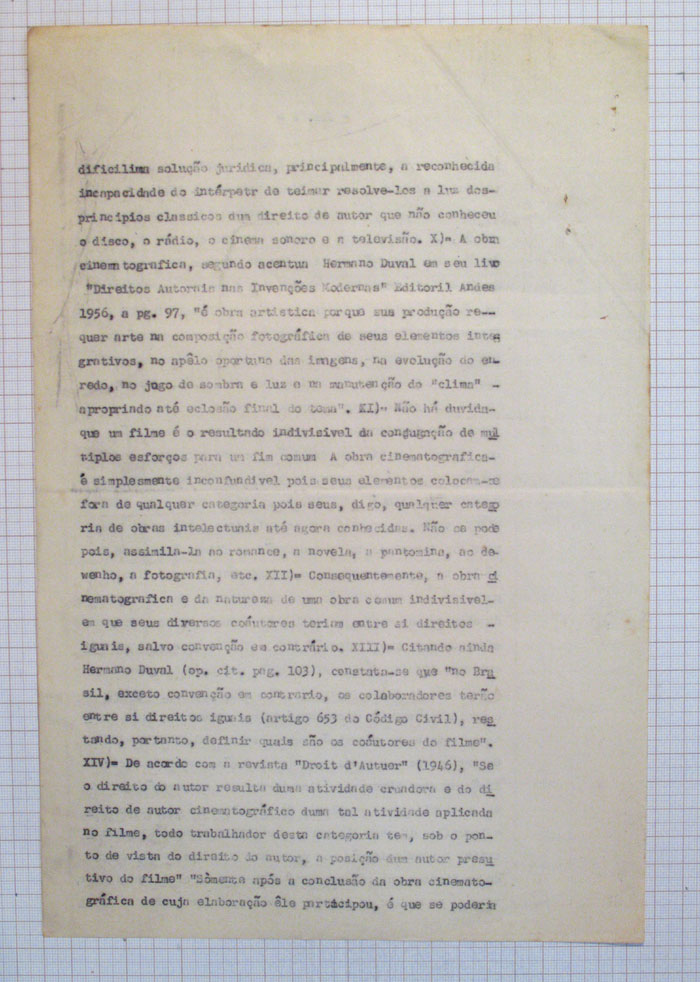 dificilima solução juridica, principalmente, a reconhecida
incapacidade do intérpetr de teimar resolve-los a luz dos-
principios classicos dum direito de autor que não conheceu
o disco, o rádio, o cinema sonoro e a televisão. X)= A obra
cinematografica, segundo acentua Hermano Duval em seu livo
"Direitos Autorais nas Invenções Modernas" Editoril Andes
1956, a pg. 97, "é obra artistica porque sua produção re--
quer arte na composição fotográfica de seus elementos integ
grativos, no apêlo oportuno das imagens, na evolução do en-
redo, no jogo de sombra e luz e na manutenção do "clima" -
apropriado até eclosão final do tema". XI)= Não há duvida-
que um filme é o resultado indivisivel da congugação de mul
tiplos esforços para um fim comum A obra cinematografica-
é simplesmente inconfundivel pois seus elementos colocam-se
fora de qualquer categoria pois seus, digo, qualquer catego
ria de obras intelectuais até agora conhecidas. Não se pode
pois, assimila-la ao romance, a novela, a pantomina, ao de-
senho, a fotografia, etc. XII)= Consequentemente, a obra ci
nematografica e da natureza de uma obra comum indivisivel-
em que seus diversos coáutores teriam entre si direitos -
iguais, salvo convenção em contrário. XIII)= Citando ainda
Hermano Duval (op. cit. pag. 103), constata-se que "no Bra
sil, exceto convenção em contrario, os colaboradores terão
entre si direitos iguais (artigo 653 do Código Civil), res
tando, portanto, definir quais são os coáutores do filme".
XIV)= De acordo com a revista "Droit d'Autuer" (1946), "Se
o direito do autor resulta duma atividade creadora e do di
reito de autor cinematográfico duma tal atividade aplicada
no filme, todo trabalhador desta categoria tem, sob o pon-
to de vista do direito do autor, a posição dum autor presu
tivo do filme" "Sòmente após a conclusão da obra cinemato-
gráfica de cuja elaboração êle partácipou, é que se poderia